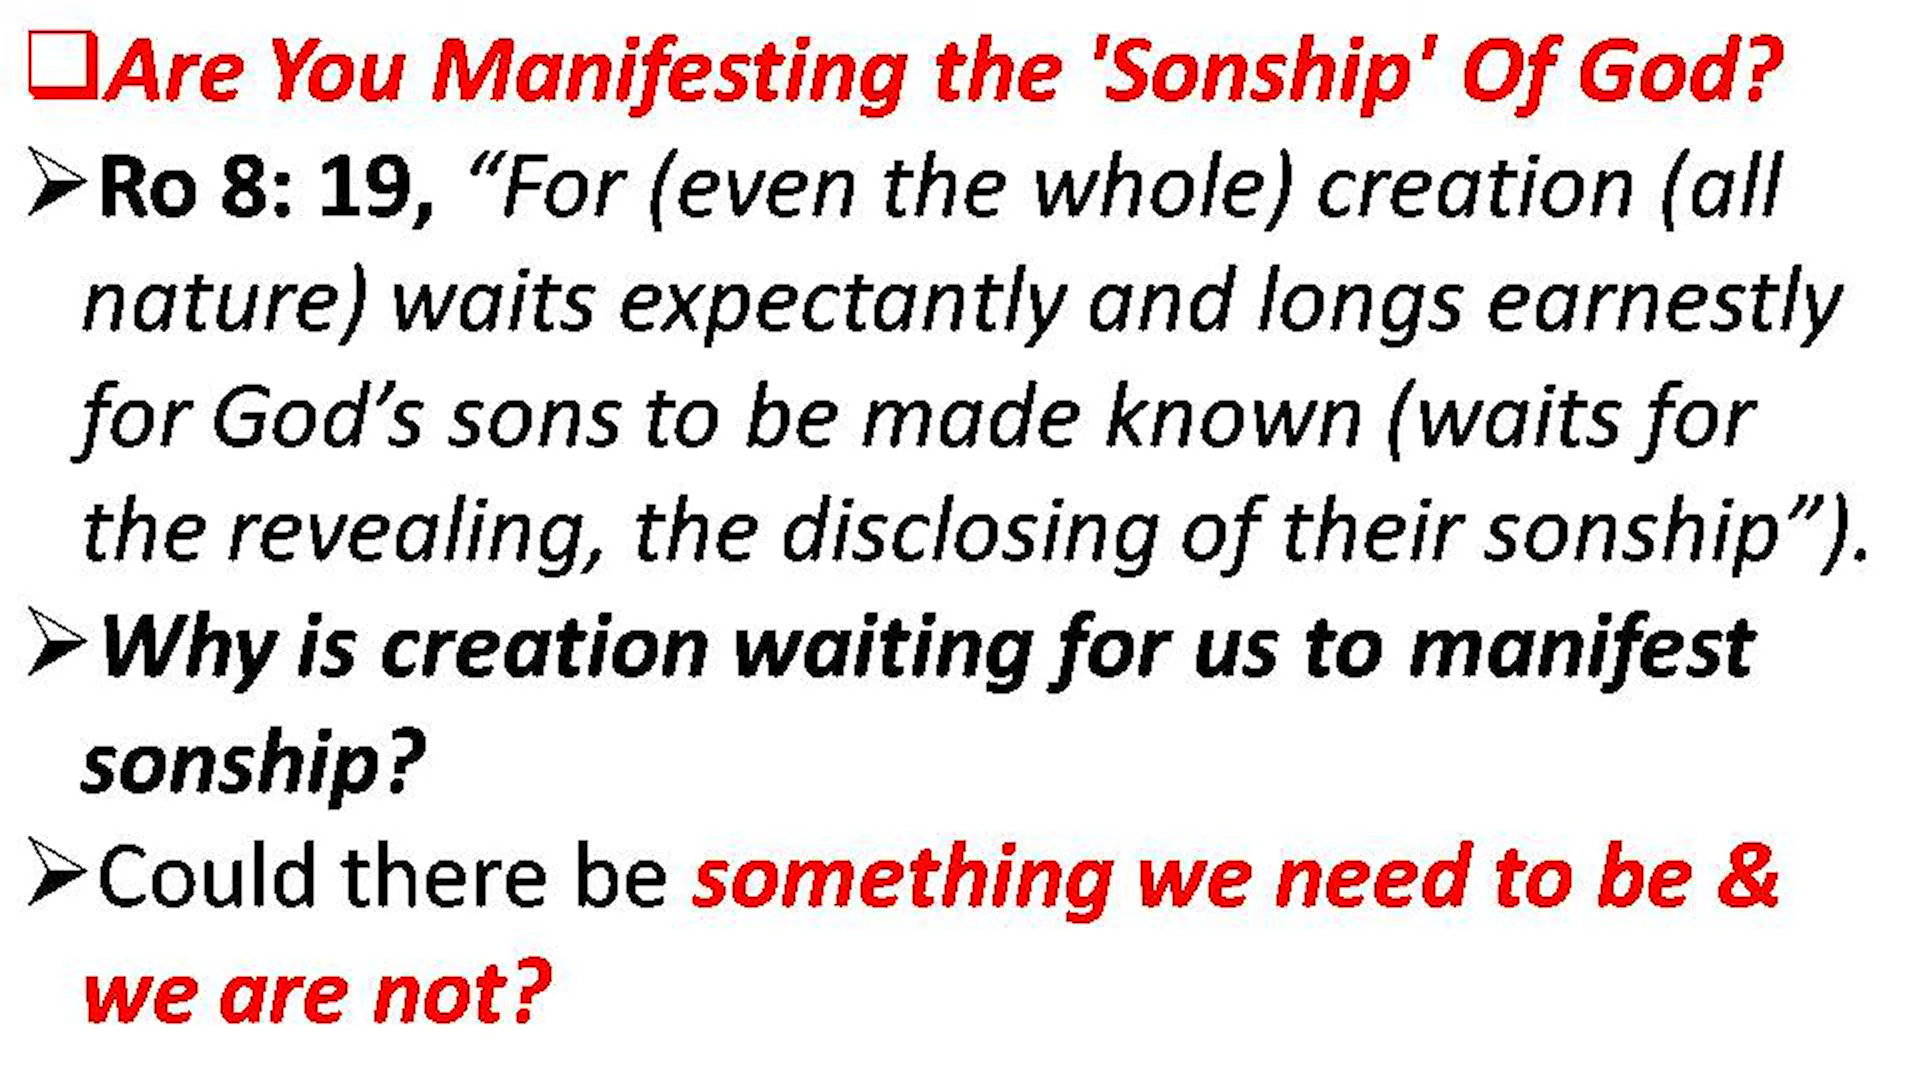 ❑Are You Manifesting the 'Sonship' Of God?
➢Ro 8: 19, “For (even the whole) creation (all
nature) waits expectantly and longs earnestly
for God’s sons to be made known (waits for
the revealing, the disclosing of their sonship”).
➢Why is creation waiting for us to manifest
sonship?
➢Could there be something we need to be &
we are not?